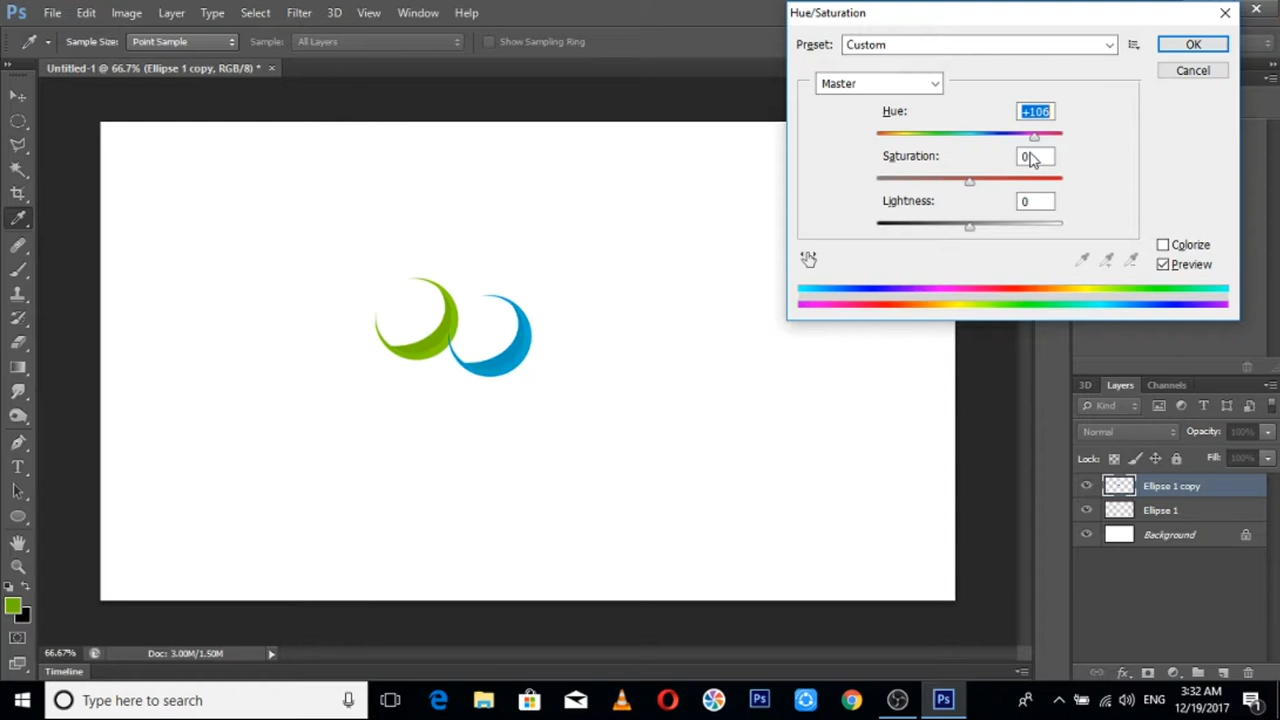 Ps File Edit Image Layer Type Select Filter 3D View Window Help
Hue/Saturation
Sample Size: Point Sample Sample: All Layers Show Sampling Ring
Preset: Custom
OK
Untitled-1 @ 66.7% (Ellipse 1 copy, RGB/8) *
Cancel
Master
Hue: +106
Saturation: 0
Lightness: 0
Colorize
Preview
3D Layers Channels
Kind
Normal Opacity: 100%
Lock: Fill: 100%
Ellipse 1 copy
Ellipse 1
Background
66.67% Doc: 3.00M/1.50M
Timeline
Type here to search
Ps Ps
ENG
3:32 AM
12/19/2017
1